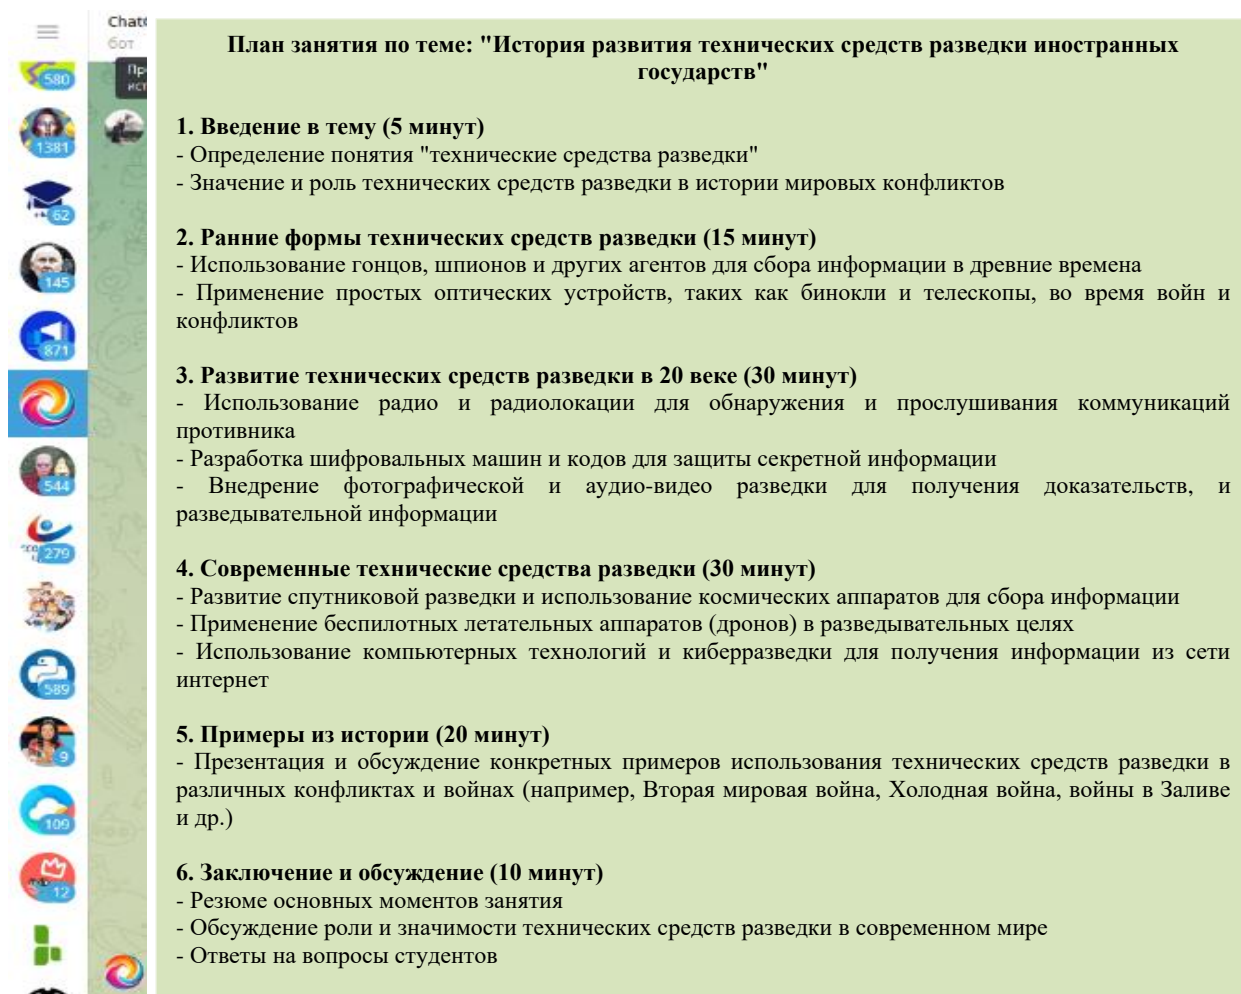 Chat
бот
План занятия по теме: "История развития технических средств разведки иностранных
государств"
1. Введение в тему (5 минут)
- Определение понятия "технические средства разведки"
- Значение и роль технических средств разведки в истории мировых конфликтов
2. Ранние формы технических средств разведки (15 минут)
- Использование гонцов, шпионов и других агентов для сбора информации в древние времена
- Применение простых оптических устройств, таких как бинокли и телескопы, во время войн и
конфликтов
3. Развитие технических средств разведки в 20 веке (30 минут)
- Использование радио и радиолокации для обнаружения и прослушивания коммуникаций
противника
- Разработка шифровальных машин и кодов для защиты секретной информации
- Внедрение фотографической и аудио-видео разведки для получения доказательств, и
разведывательной информации
4. Современные технические средства разведки (30 минут)
- Развитие спутниковой разведки и использование космических аппаратов для сбора информации
- Применение беспилотных летательных аппаратов (дронов) в разведывательных целях
- Использование компьютерных технологий и киберразведки для получения информации из сети
интернет
5. Примеры из истории (20 минут)
- Презентация и обсуждение конкретных примеров использования технических средств разведки в
различных конфликтах и войнах (например, Вторая мировая война, Холодная война, войны в Заливе
и др.)
6. Заключение и обсуждение (10 минут)
- Резюме основных моментов занятия
- Обсуждение роли и значимости технических средств разведки в современном мире
- Ответы на вопросы студентов
580
1381
62
145
871
544
279
589
9
109
12